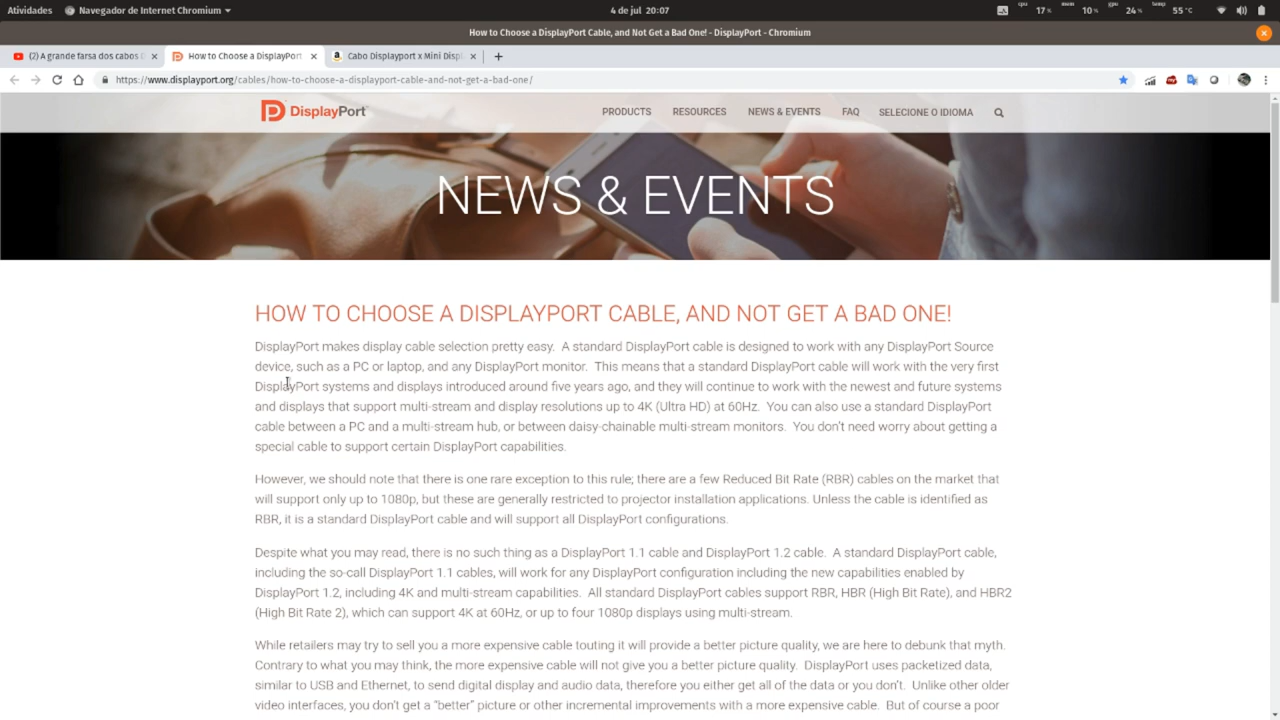 Atividades Navegador de Internet Chromium 4 de jul 20:07 cpu 17 % mem 10 % gpu 24 % temp 55 °C
How to Choose a DisplayPort Cable, and Not Get a Bad One! - DisplayPort - Chromium
(2) A grande farsa dos cabos How to Choose a DisplayPort Cabo Displayport x Mini Disp
https://www.displayport.org/cables/how-to-choose-a-displayport-cable-and-not-get-a-bad-one/
DisplayPort PRODUCTS RESOURCES NEWS & EVENTS FAQ SELECIONE O IDIOMA
NEWS & EVENTS
HOW TO CHOOSE A DISPLAYPORT CABLE, AND NOT GET A BAD ONE!
DisplayPort makes display cable selection pretty easy. A standard DisplayPort cable is designed to work with any DisplayPort Source
device, such as a PC or laptop, and any DisplayPort monitor. This means that a standard DisplayPort cable will work with the very first
DisplayPort systems and displays introduced around five years ago, and they will continue to work with the newest and future systems
and displays that support multi-stream and display resolutions up to 4K (Ultra HD) at 60Hz. You can also use a standard DisplayPort
cable between a PC and a multi-stream hub, or between daisy-chainable multi-stream monitors. You don't need worry about getting a
special cable to support certain DisplayPort capabilities.
However, we should note that there is one rare exception to this rule; there are a few Reduced Bit Rate (RBR) cables on the market that
will support only up to 1080p, but these are generally restricted to projector installation applications. Unless the cable is identified as
RBR, it is a standard DisplayPort cable and will support all DisplayPort configurations.
Despite what you may read, there is no such thing as a DisplayPort 1.1 cable and DisplayPort 1.2 cable. A standard DisplayPort cable,
including the so-call DisplayPort 1.1 cables, will work for any DisplayPort configuration including the new capabilities enabled by
DisplayPort 1.2, including 4K and multi-stream capabilities. All standard DisplayPort cables support RBR, HBR (High Bit Rate), and HBR2
(High Bit Rate 2), which can support 4K at 60Hz, or up to four 1080p displays using multi-stream.
While retailers may try to sell you a more expensive cable touting it will provide a better picture quality, we are here to debunk that myth.
Contrary to what you may think, the more expensive cable will not give you a better picture quality. DisplayPort uses packetized data,
similar to USB and Ethernet, to send digital display and audio data, therefore you either get all of the data or you don't. Unlike other older
video interfaces, you don't get a "better" picture or other incremental improvements with a more expensive cable. But of course a poor